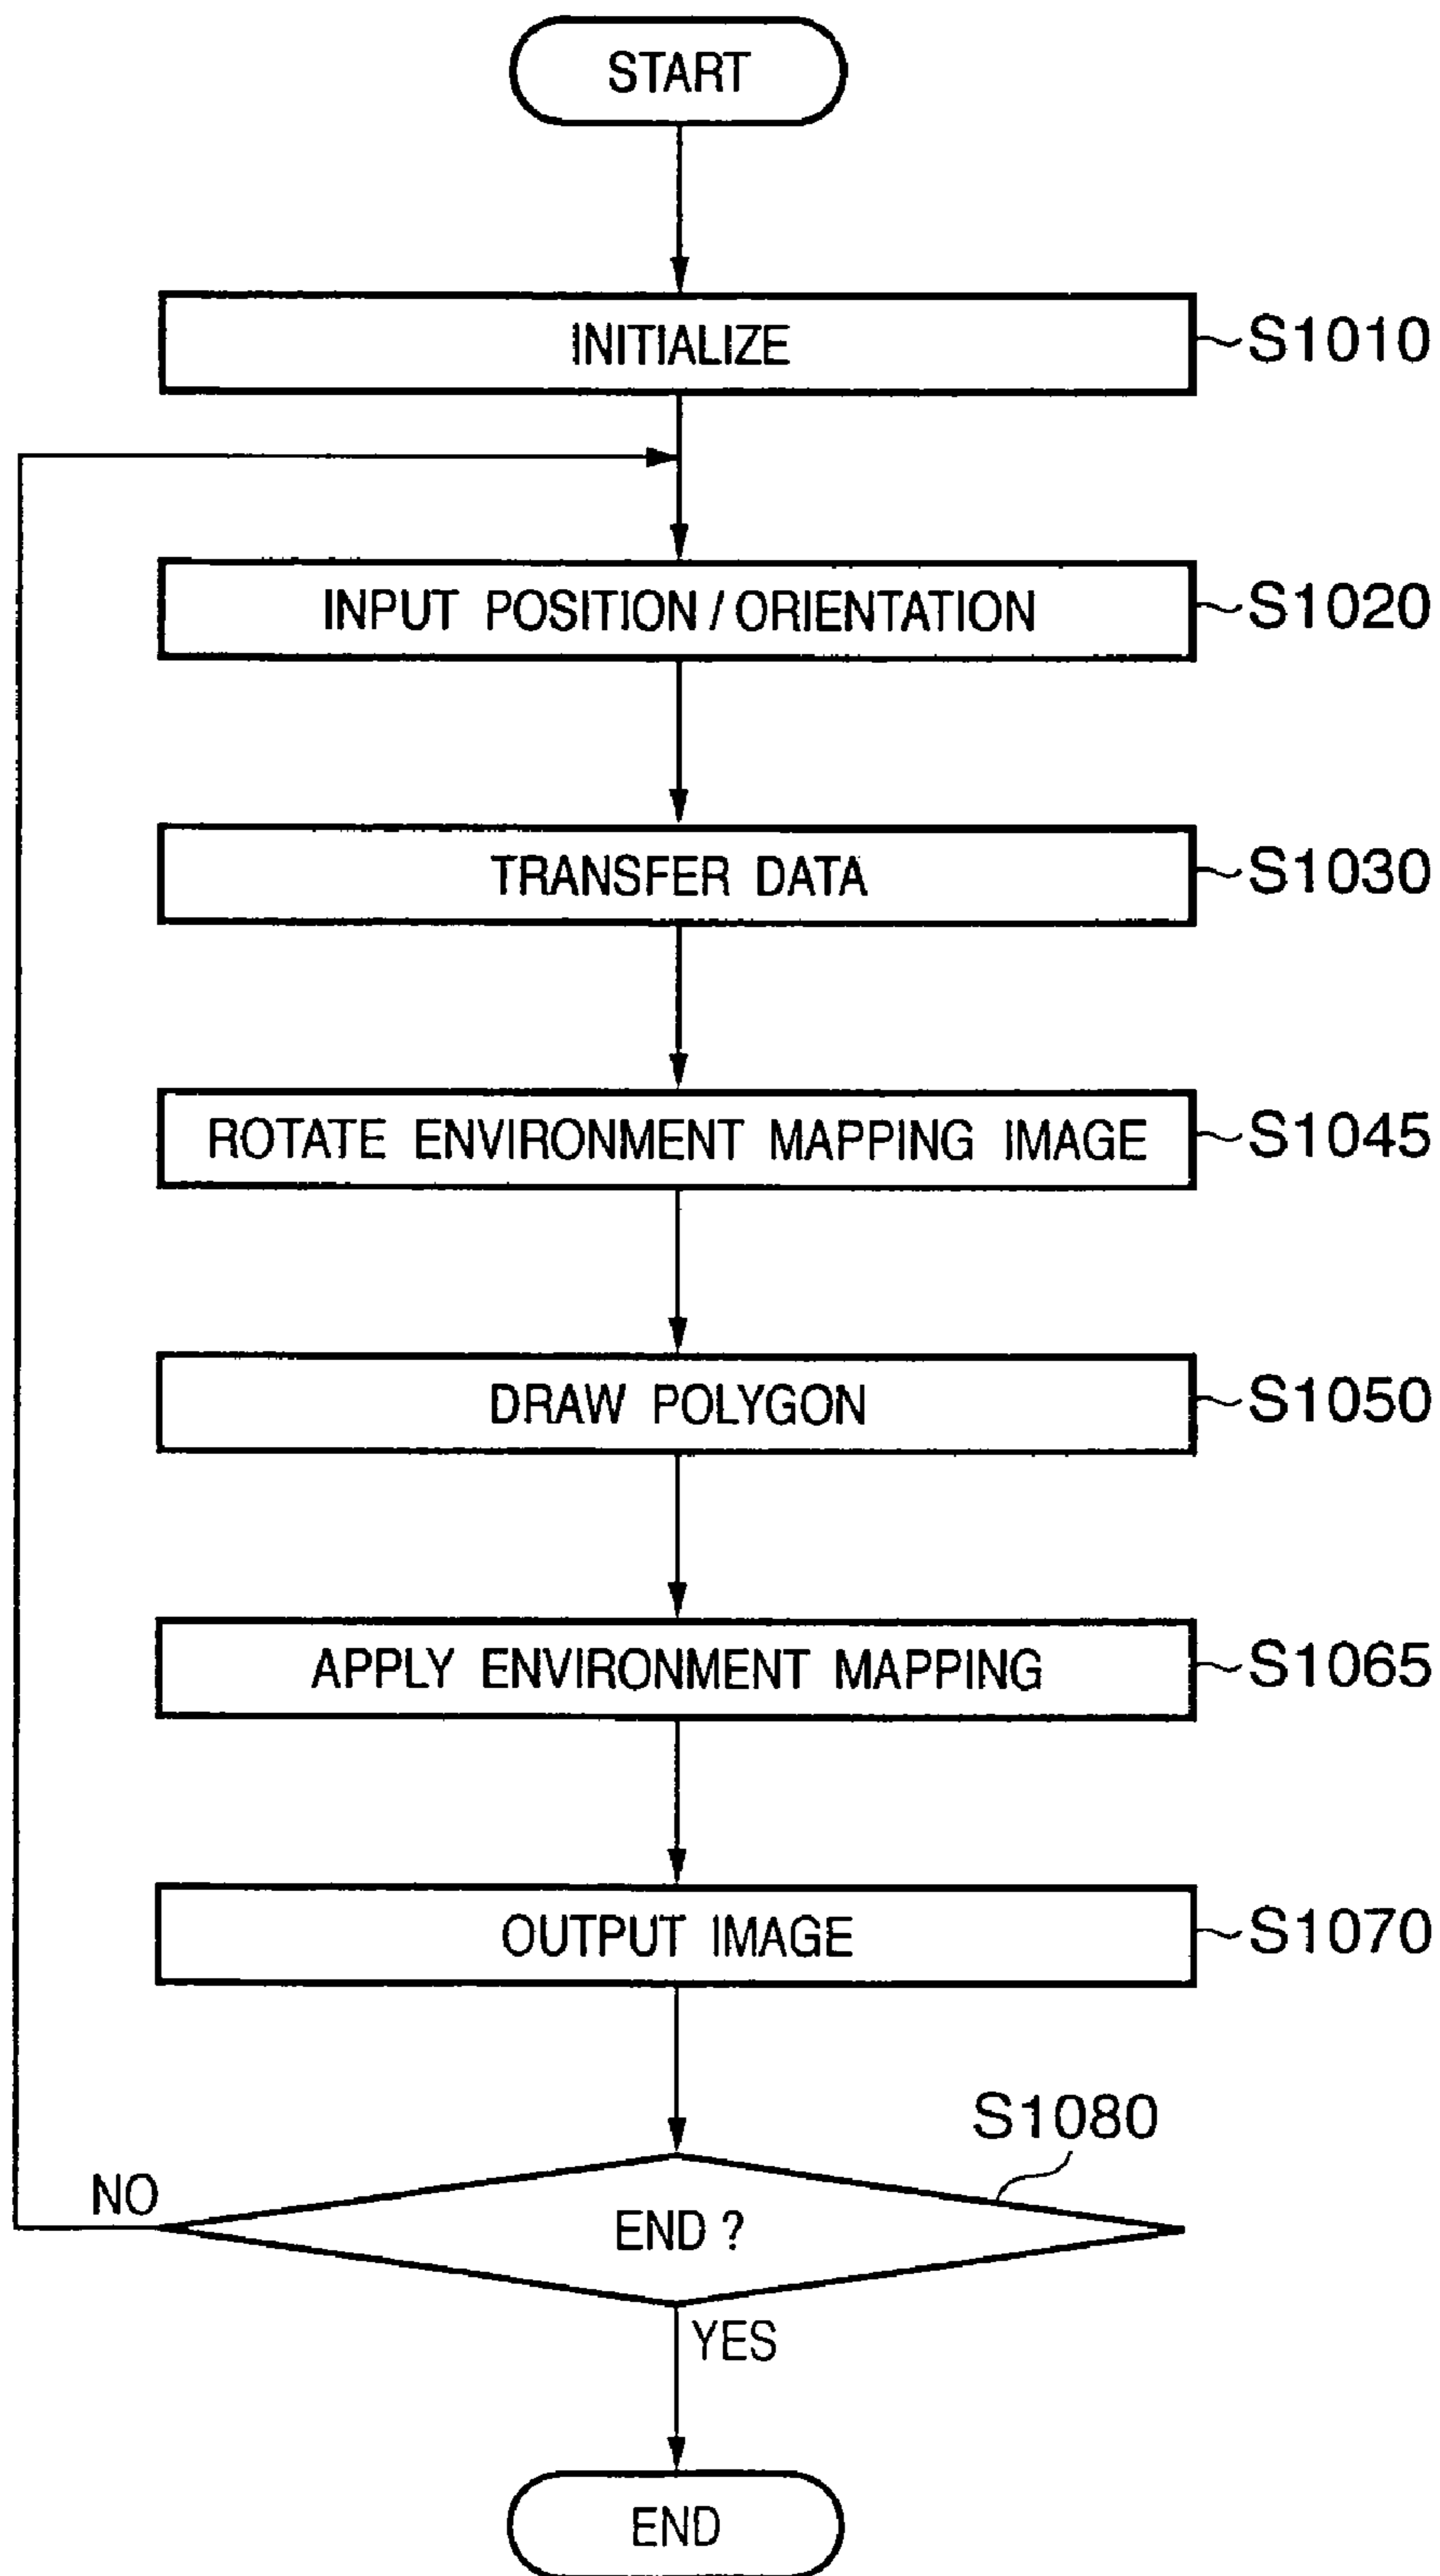 START
INITIALIZE
S1010
INPUT POSITION / ORIENTATION
S1020
TRANSFER DATA
S1030
ROTATE ENVIRONMENT MAPPING IMAGE
S1045
DRAW POLYGON
S1050
APPLY ENVIRONMENT MAPPING
S1065
OUTPUT IMAGE
S1070
S1080
NO
END ?
YES
END